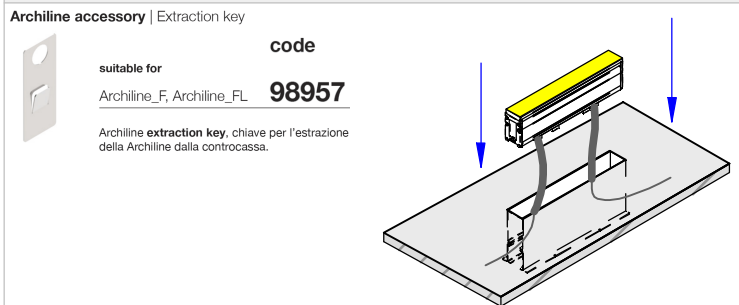 Archiline accessory | Extraction key
code
suitable for
Archiline_F, Archiline_FL 98957
Archiline extraction key, chiave per l'estrazione
della Archiline dalla controcassa.